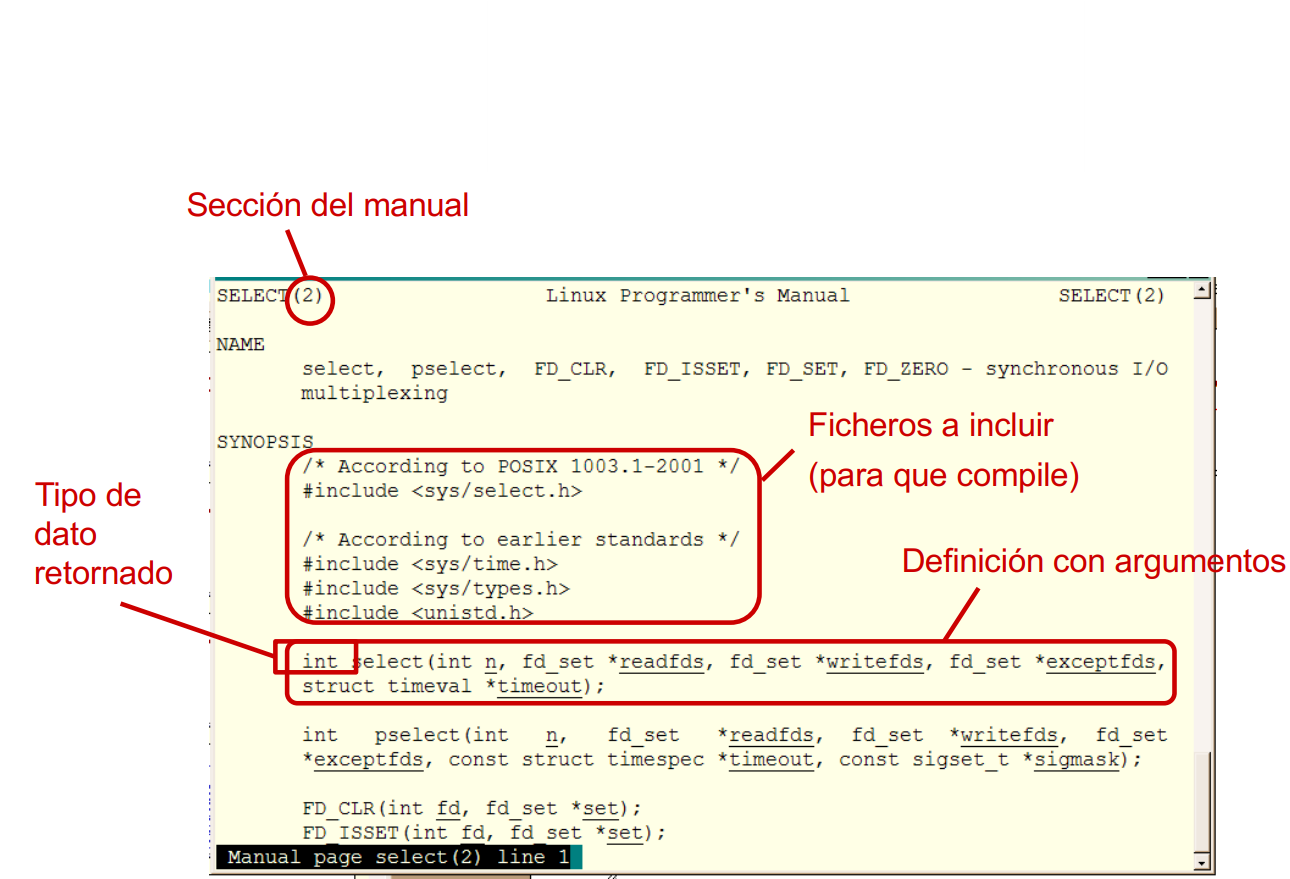 Sección del manual
SELECT(2) Linux Programmer's Manual SELECT(2)
NAME
select, pselect, FD_CLR, FD_ISSET, FD_SET, FD_ZERO - synchronous I/O
multiplexing
Ficheros a incluir
(para que compile)
SYNOPSIS
/* According to POSIX 1003.1-2001 */
#include <sys/select.h>
Tipo de
dato
retornado
/* According to earlier standards */
#include <sys/time.h>
#include <sys/types.h>
#include <unistd.h>
Definición con argumentos
int select(int n, fd_set *readfds, fd_set *writefds, fd_set *exceptfds,
struct timeval *timeout);
int pselect(int n, fd_set *readfds, fd_set *writefds, fd_set
*exceptfds, const struct timespec *timeout, const sigset_t *sigmask);
FD_CLR(int fd, fd_set *set);
FD_ISSET(int fd, fd_set *set);
Manual page select(2) line 1